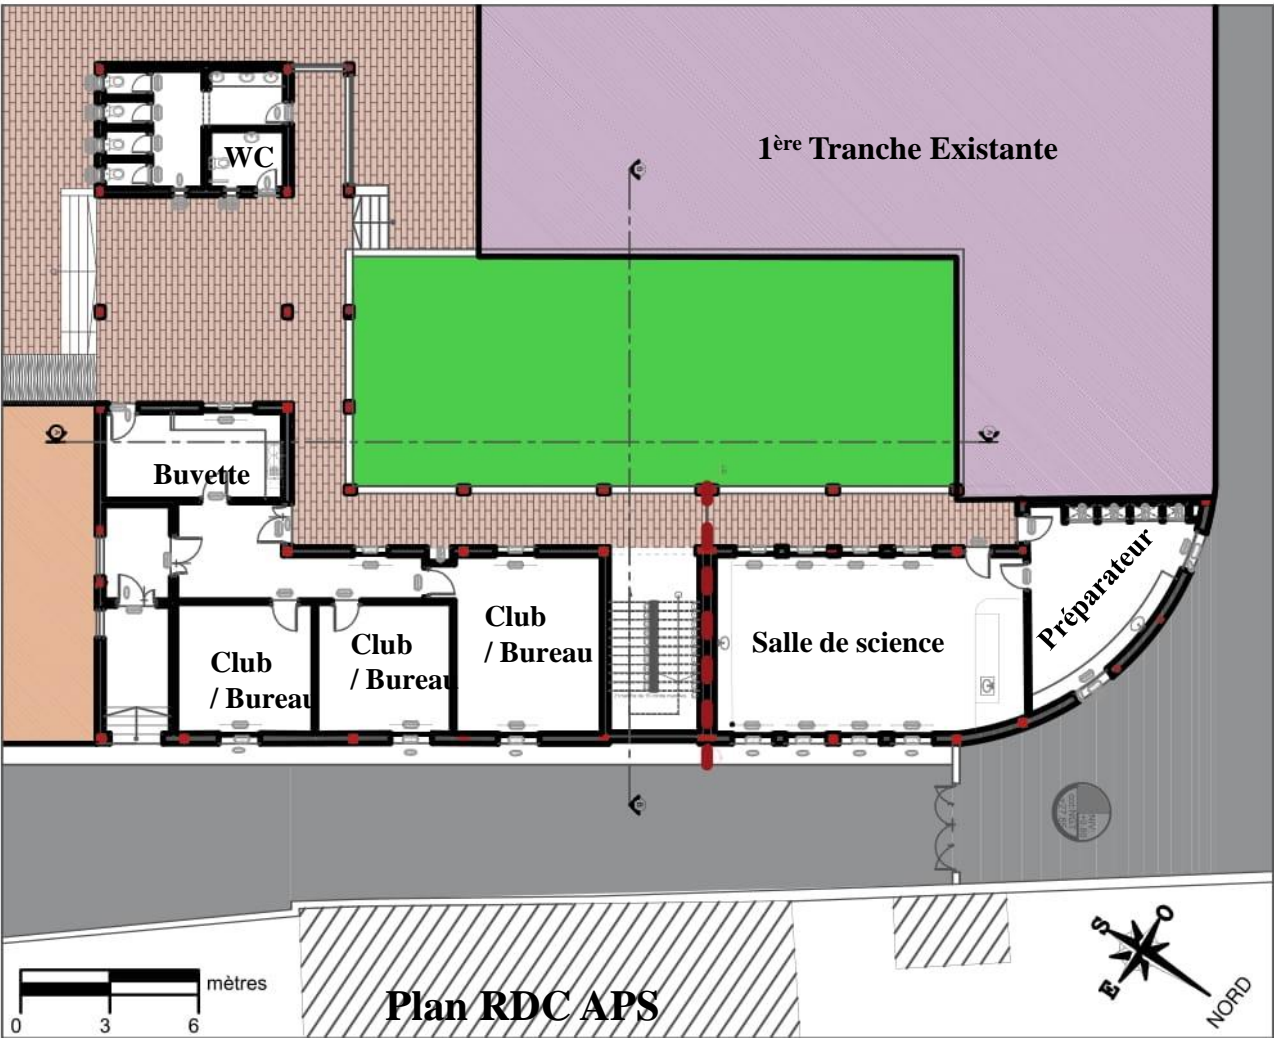 1ère Tranche Existante
WC
Buvette
Préparateur
Club
/ Bureau
Club
/ Bureau
Club
/ Bureau
Salle de science
mètres
0 3 6
Plan RDC APS
S O
E NORD